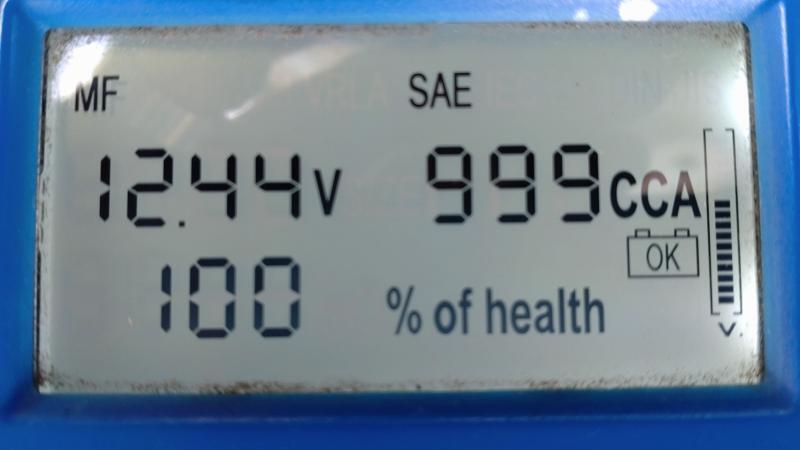 MF SAE
12.44V 999CCA
OK
100 % of health
V